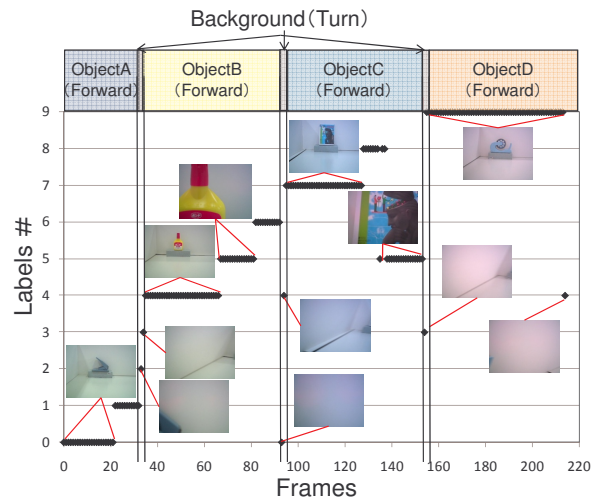 Background(Turn)
ObjectA
(Forward)
ObjectB
(Forward)
ObjectC
(Forward)
ObjectD
(Forward)
9
8
7
6
5
4
3
2
1
0
Labels #
0 20 40 60 80 100 120 140 160 180 200 220
Frames